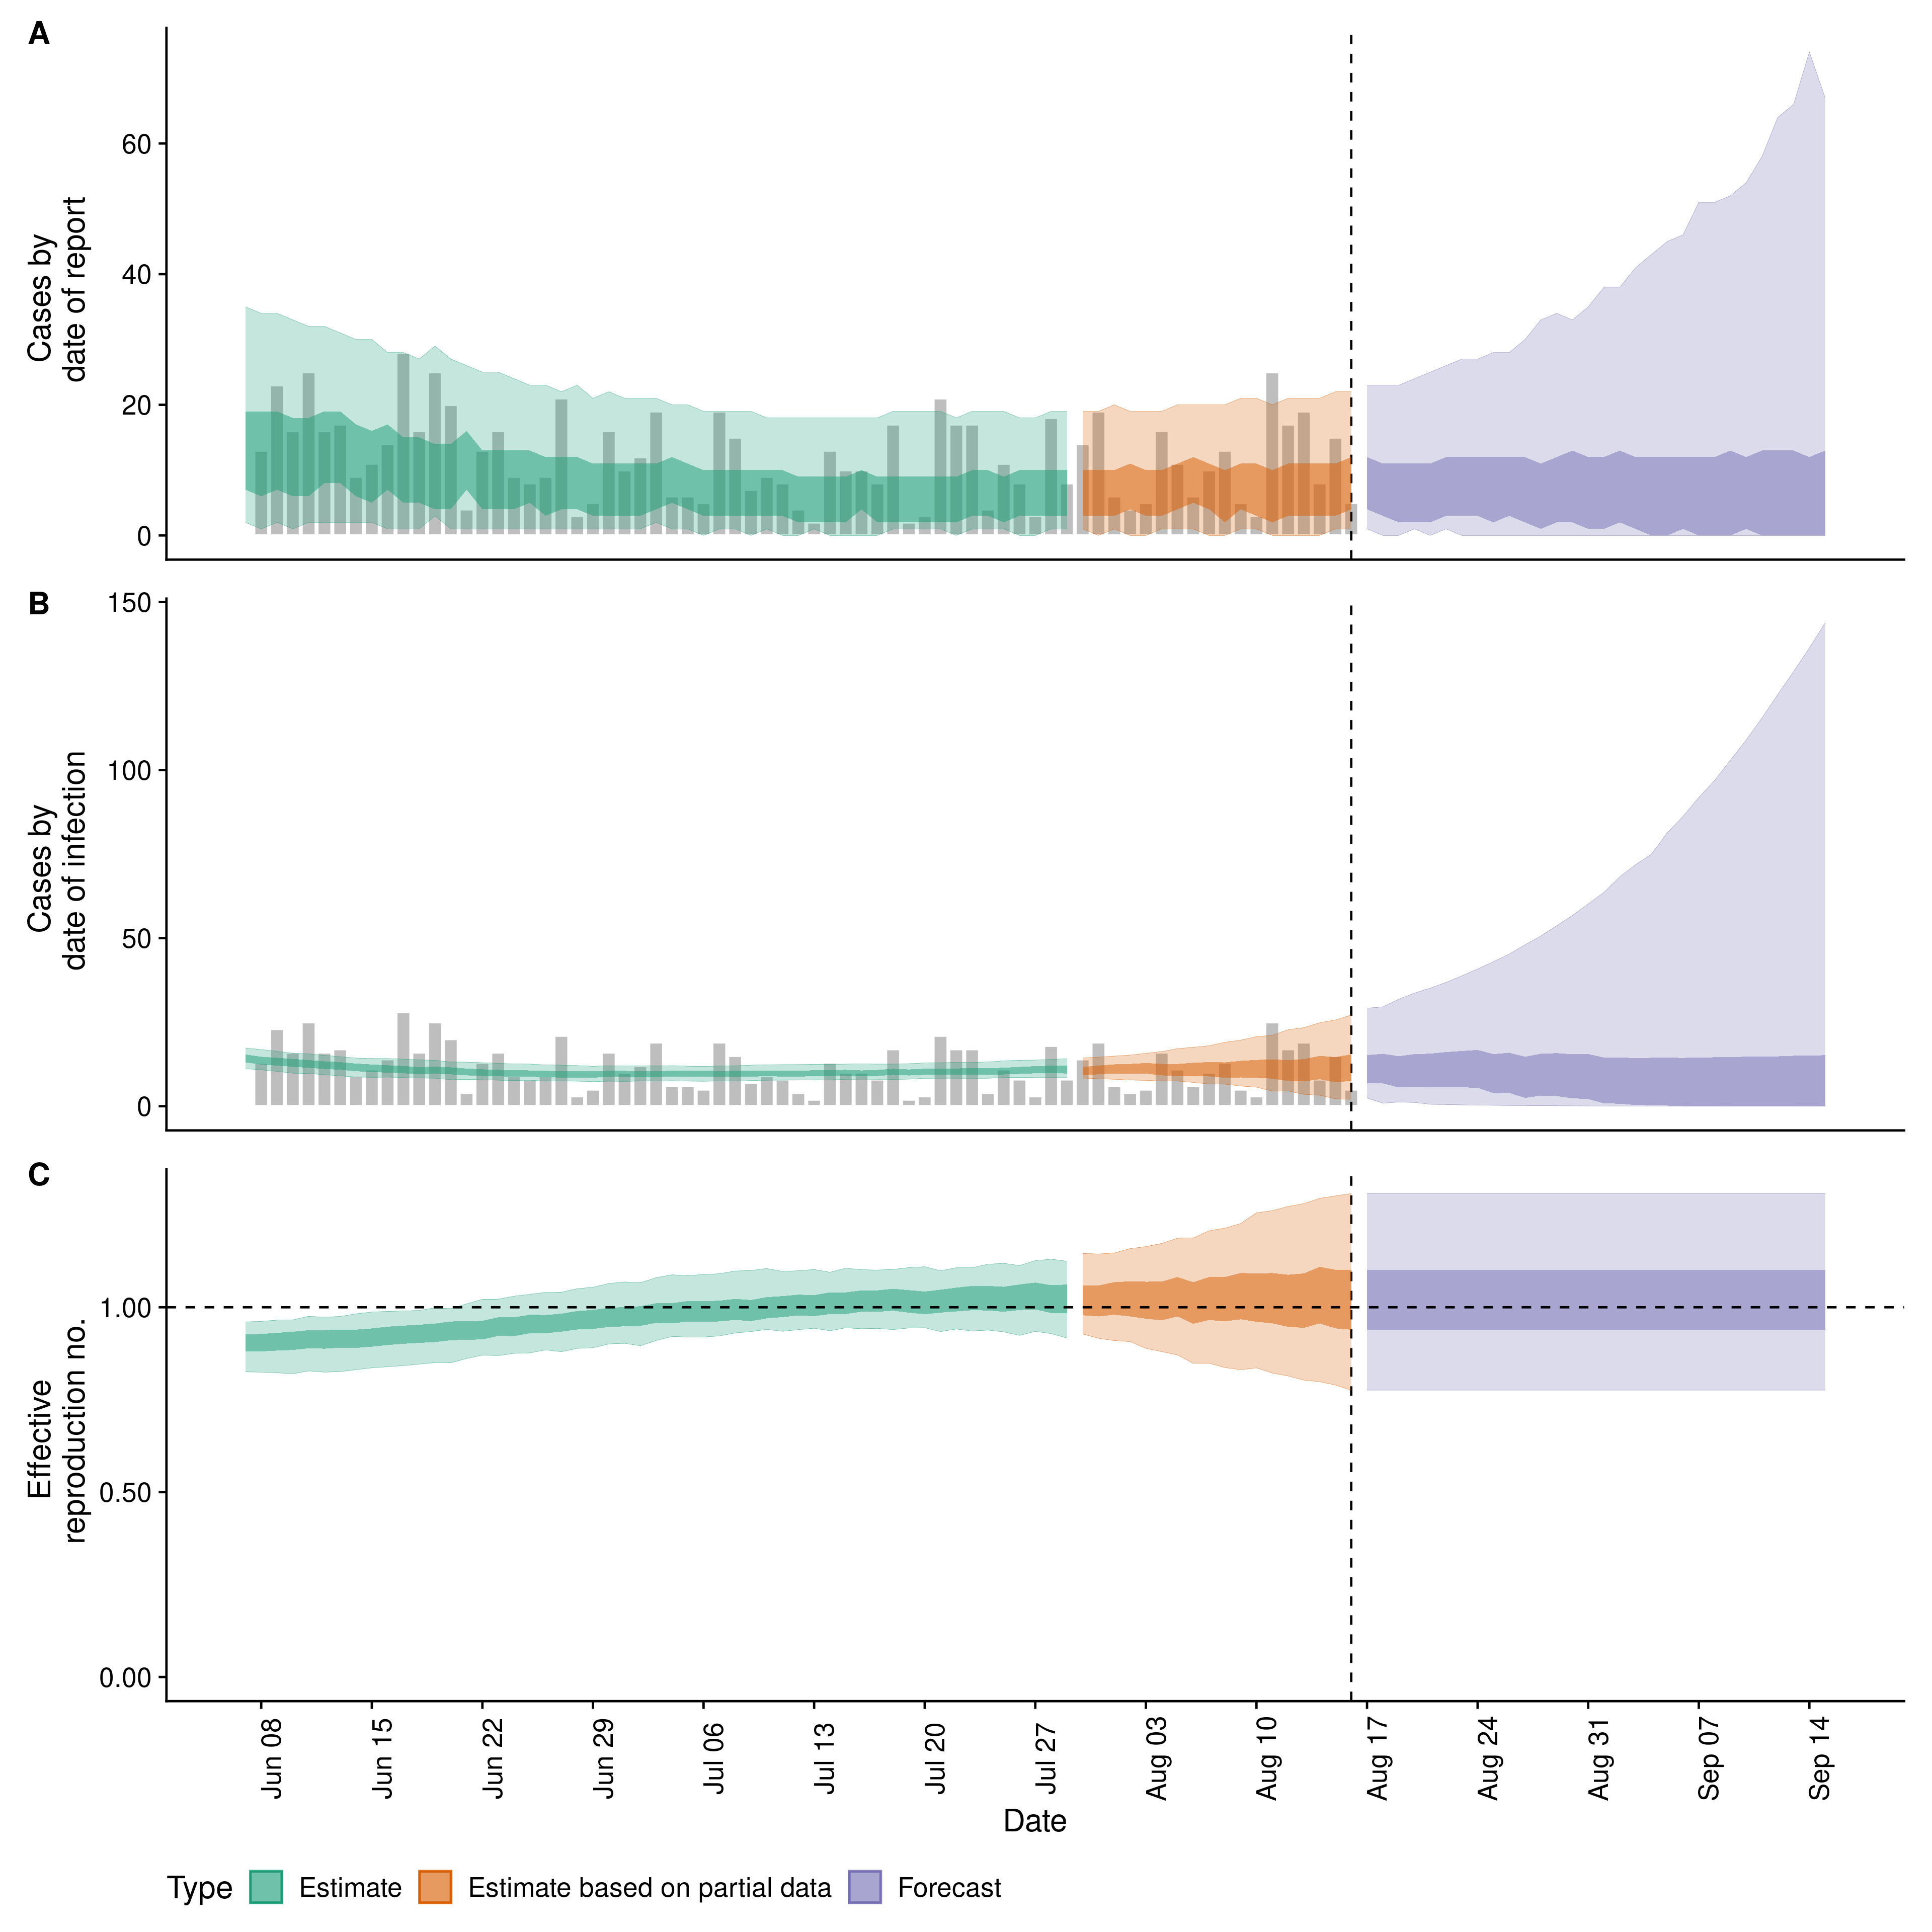 A
Cases by
date of report
60
40
20
0
B
Cases by
date of infection
150
100
50
0
C
Effective
reproduction no.
1.00
0.50
0.00
Jun 08
Jun 15
Jun 22
Jun 29
Jul 06
Jul 13
Jul 20
Jul 27
Aug 03
Aug 10
Aug 17
Aug 24
Aug 31
Sep 07
Sep 14
Date
Type Estimate Estimate based on partial data Forecast